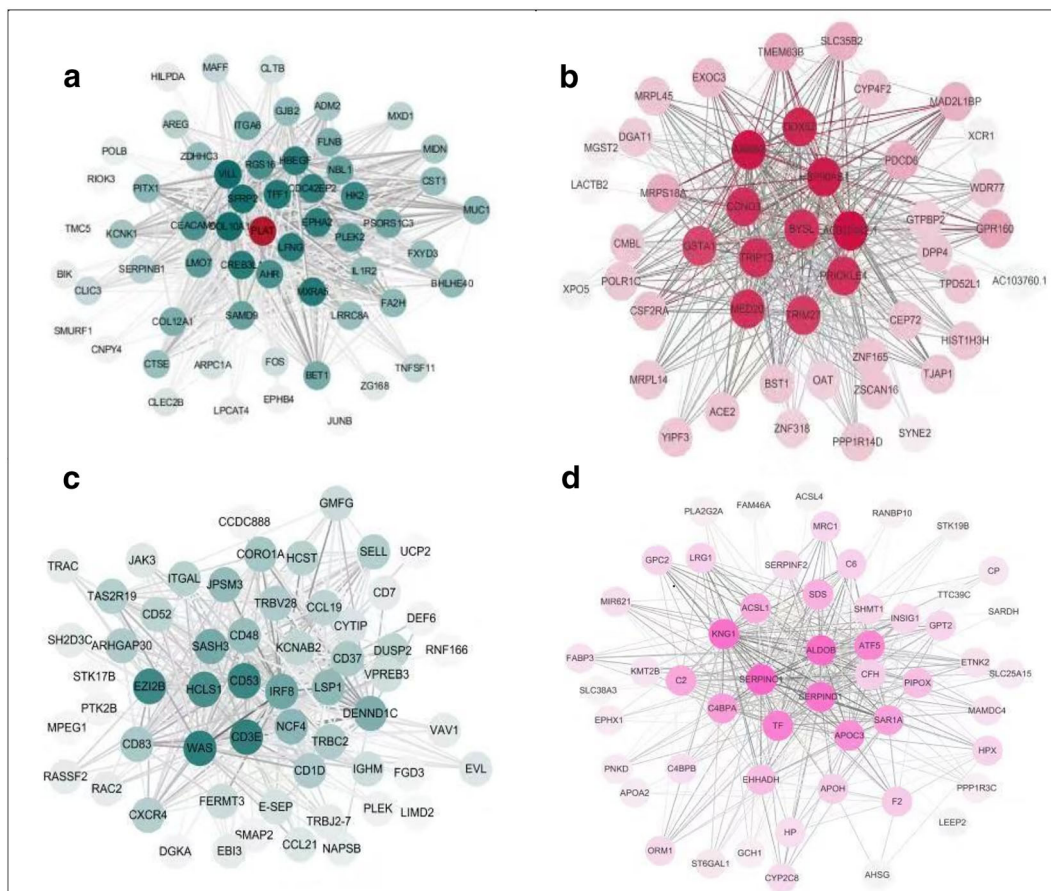 a
HILPDA
MAFF
CLTB
AREG
ITGA6
GJB2
ADM2
MXD1
POLB
ZDHHC3
RGS16
HBEGF
FLNB
NBL1
MIDN
RIOK3
PITX1
VILL
SFRP2
TFF1
CDC42EP2
HK2
CST1
TMC5
KCNK1
PLAT
EPHA2
PSORS1C3
MUC1
BIK
SERPINB1
LMO7
LFNG
PLEK2
FXYD3
CLIC3
AHR
IL1R2
BHLHE40
SMURF1
COL12A1
SAMD9
MXRA5
LRRC8A
FA2H
CNPY4
CTSE
ARPC1A
FOS
BET1
ZG168
TNFSF11
CLEC2B
LPCAT4
EPHB4
JUNB
b
TMEM63B
SLC35B2
EXOC3
CYP4F2
MRPL45
MAD2L1BP
DGAT1
XCR1
MGST2
PDCD6
LACTB2
MRPS18A
WDR77
CCND3
GTPBP2
CMBL
GSTA1
BYSL
GPR160
XPO5
POLR1C
TRIP13
DPP4
AC103760.1
CSF2RA
PRICKLE4
TPD52L1
MED20
TRIM27
CEP72
HIST1H3H
MRPL14
BST1
OAT
ZNF165
TJAP1
ACE2
ZSCAN16
YIPF3
ZNF318
PPP1R14D
SYNE2
c
GMFG
CCDC888
JAK3
CORO1A
HCST
SELL
UCP2
TRAC
ITGAL
JPSM3
TAS2R19
CD52
TRBV28
CCL19
CD7
SH2D3C
ARHGAP30
SASH3
CD48
KCNAB2
CYTIP
DEF6
DUSP2
RNF166
STK17B
EZI2B
HCLS1
CD53
IRF8
CD37
LSP1
VPREB3
PTK2B
MPEG1
CD83
WAS
CD3E
NCF4
TRBC2
DENND1C
VAV1
RASSF2
RAC2
CD1D
IGHM
FGD3
EVL
CXCR4
FERMT3
E-SEP
PLEK
LIMD2
SMAP2
TRBJ2-7
DGKA
EBI3
CCL21
NAPSB
d
FAM46A
ACSL4
PLA2G2A
RANBP10
MRC1
STK19B
GPC2
LRG1
SERPINF2
C6
CP
MIR621
ACSL1
SDS
SHMT1
TTC39C
INSIG1
SARDH
KNG1
ALDOB
ATF5
GPT2
FABP3
KMT2B
CFH
ETNK2
SLC25A15
SLC38A3
C2
SERPIND1
PIPOX
EPHX1
C4BPA
TF
SAR1A
MAMDC4
APOC3
HPX
PNKD
C4BPB
EHHADH
APOH
PPP1R3C
APOA2
F2
LEEP2
ORM1
ST6GAL1
GCH1
HP
CYP2C8
AHSG